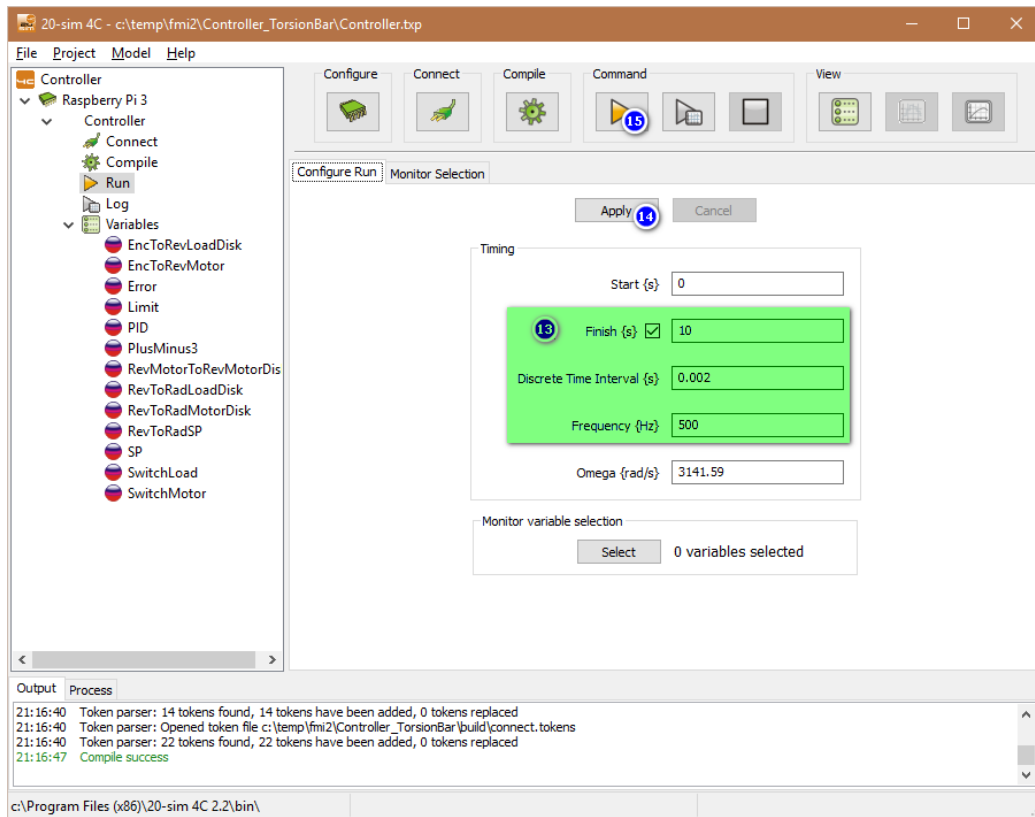 20-sim 4C - c:\temp\fmi2\Controller_TorsionBar\Controller.txp
File Project Model Help
Controller
Raspberry Pi 3
Controller
Connect
Compile
Run
Log
Variables
EncToRevLoadDisk
EncToRevMotor
Error
Limit
PID
PlusMinus3
RevMotorToRevMotorDis
RevToRadLoadDisk
RevToRadMotorDisk
RevToRadSP
SP
SwitchLoad
SwitchMotor
Configure Connect Compile Command View
15
Configure Run Monitor Selection
Apply 14 Cancel
Timing
Start {s} 0
13 Finish {s} 10
Discrete Time Interval {s} 0.002
Frequency {Hz} 500
Omega {rad/s} 3141.59
Monitor variable selection
Select 0 variables selected
Output Process
21:16:40 Token parser: 14 tokens found, 14 tokens have been added, 0 tokens replaced
21:16:40 Token parser: Opened token file c:\temp\fmi2\Controller_TorsionBar\build\connect.tokens
21:16:40 Token parser: 22 tokens found, 22 tokens have been added, 0 tokens replaced
21:16:47 Compile success
c:\Program Files (x86)\20-sim 4C 2.2\bin\